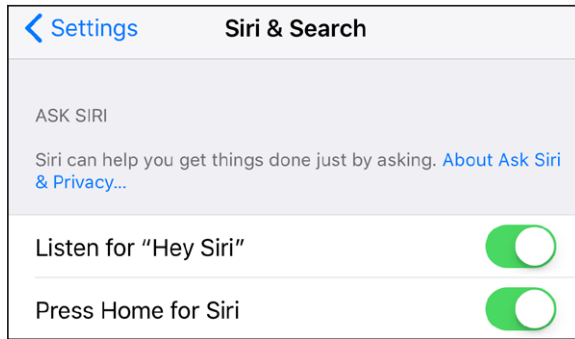 Settings Siri & Search
ASK SIRI
Siri can help you get things done just by asking. About Ask Siri
& Privacy...
Listen for “Hey Siri”
Press Home for Siri